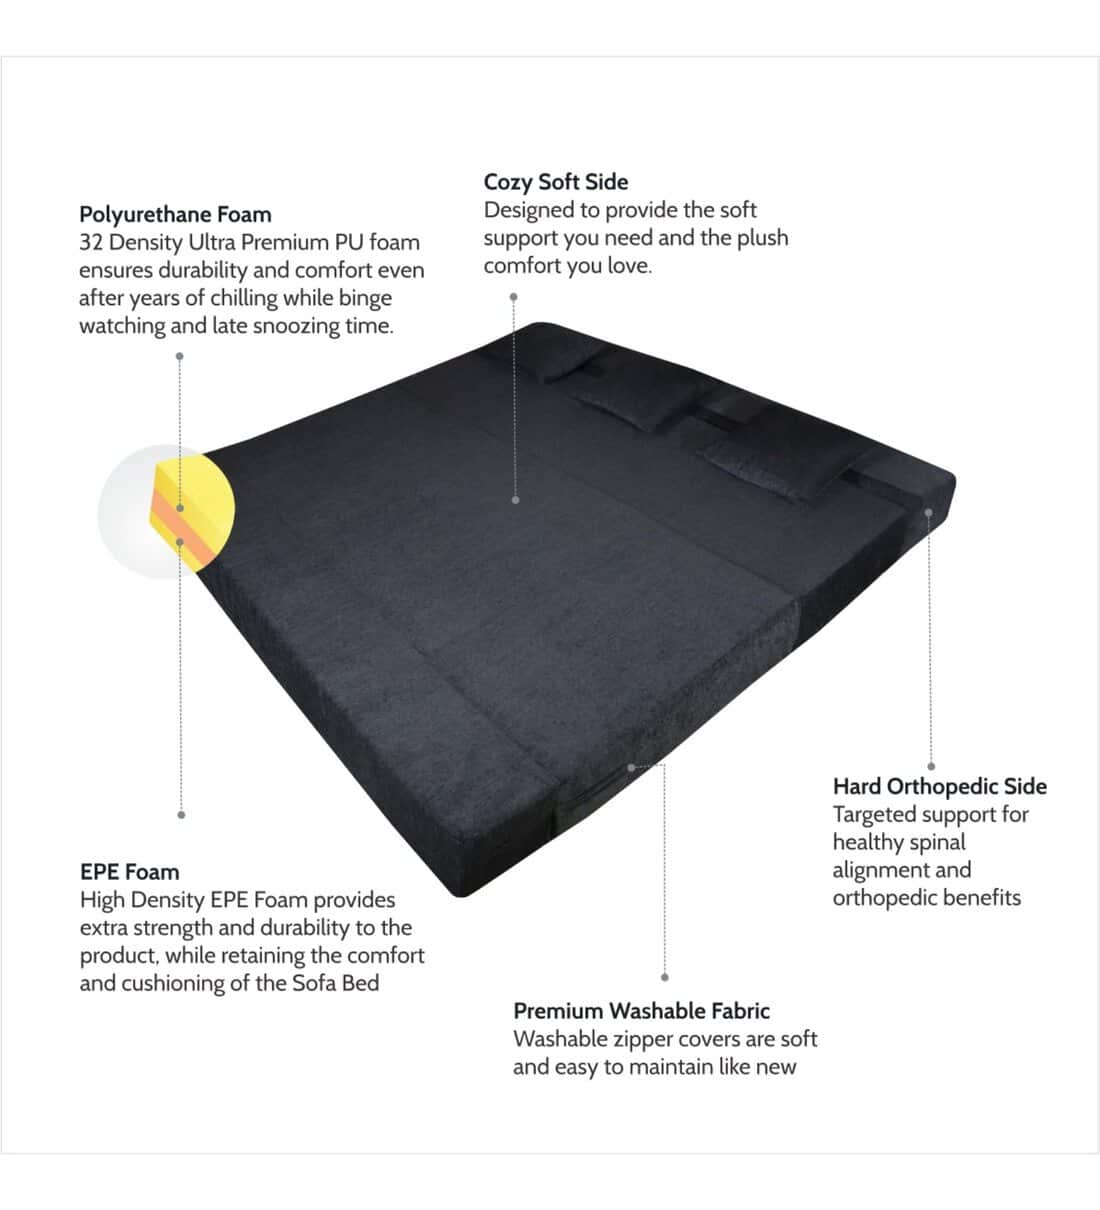 Polyurethane Foam
32 Density Ultra Premium PU foam
ensures durability and comfort even
after years of chilling while binge
watching and late snoozing time.
Cozy Soft Side
Designed to provide the soft
support you need and the plush
comfort you love.
Hard Orthopedic Side
Targeted support for
healthy spinal
alignment and
orthopedic benefits
EPE Foam
High Density EPE Foam provides
extra strength and durability to the
product, while retaining the comfort
and cushioning of the Sofa Bed
Premium Washable Fabric
Washable zipper covers are soft
and easy to maintain like new